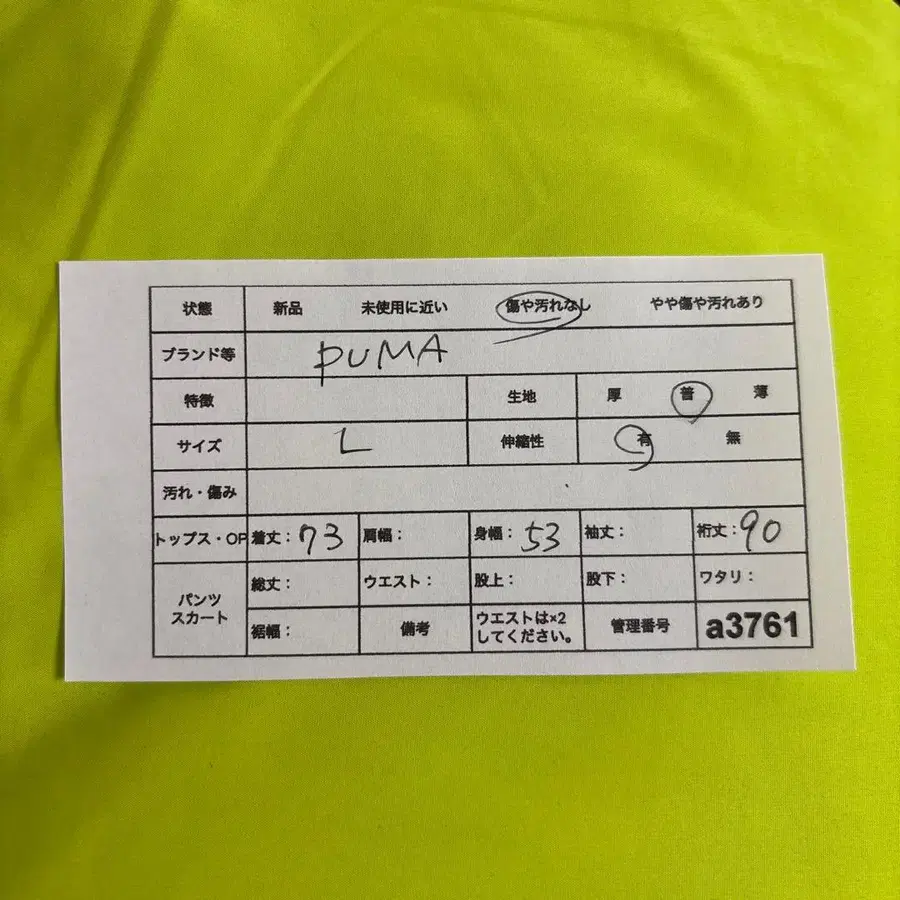 状態 新品 未使用に近い 傷や汚れなし やや傷や汚れあり
ブランド等 PUMA
特徴 生地 厚 普 薄
サイズ L 伸縮性 有 無
汚れ・傷み
トップス・OP 着丈：73 肩幅： 身幅：53 袖丈： 裄丈：90
パンツ スカート 総丈： ウエスト： 股上： 股下： ワタリ：
裾幅： 備考 ウエストは×2 してください。 管理番号 a3761